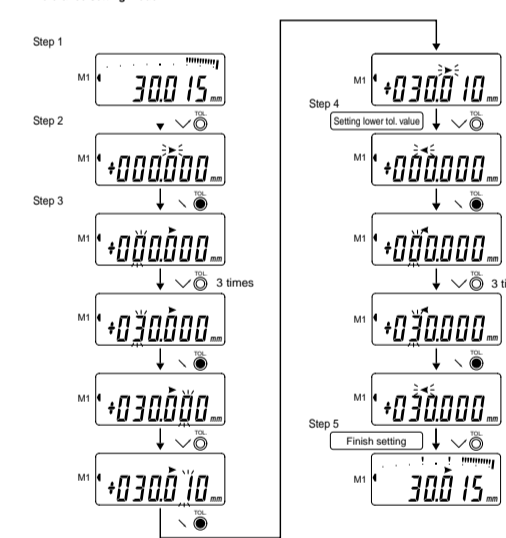 Step 1
M1 30.015 mm
TOL.
Step 2
M1 +000.000 mm
TOL.
Step 3
M1 +000.000 mm
TOL.
3 times
M1 +030.000 mm
TOL.
M1 +030.000 mm
TOL.
M1 +030.010 mm
TOL.
M1 +030.010 mm
Step 4
TOL.
Setting lower tol. value
M1 +000.000 mm
TOL.
M1 +000.000 mm
TOL.
3 ti
M1 +030.000 mm
TOL.
M1 +030.000 mm
Step 5
TOL.
Finish setting
M1 30.015 mm